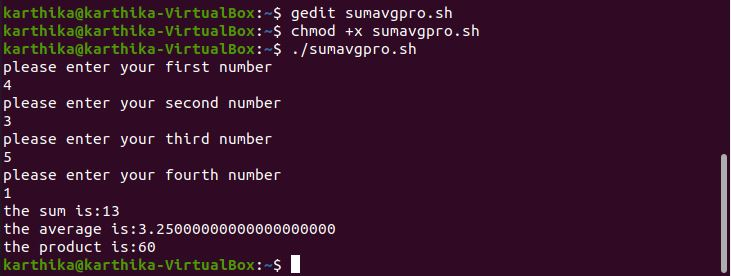 karthika@karthika-VirtualBox:~$ gedit sumavgpro.sh
karthika@karthika-VirtualBox:~$ chmod +x sumavgpro.sh
karthika@karthika-VirtualBox:~$ ./sumavgpro.sh
please enter your first number
4
please enter your second number
3
please enter your third number
5
please enter your fourth number
1
the sum is:13
the average is:3.25000000000000000000
the product is:60
karthika@karthika-VirtualBox:~$